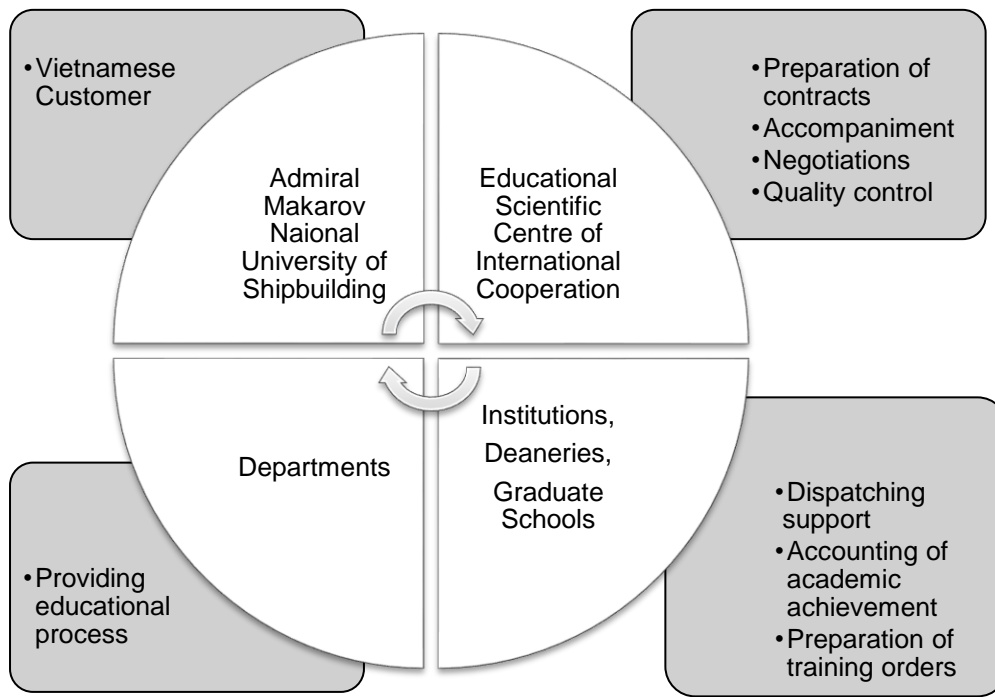 •Vietnamese
Customer
Admiral
Makarov
Naional
University of
Shipbuilding
Educational
Scientific
Centre of
International
Cooperation
•Preparation of
contracts
•Accompaniment
•Negotiations
•Quality control
•Providing
educational
process
Departments
Institutions,
Deaneries,
Graduate
Schools
•Dispatching
support
•Accounting of
academic
achievement
•Preparation of
training orders